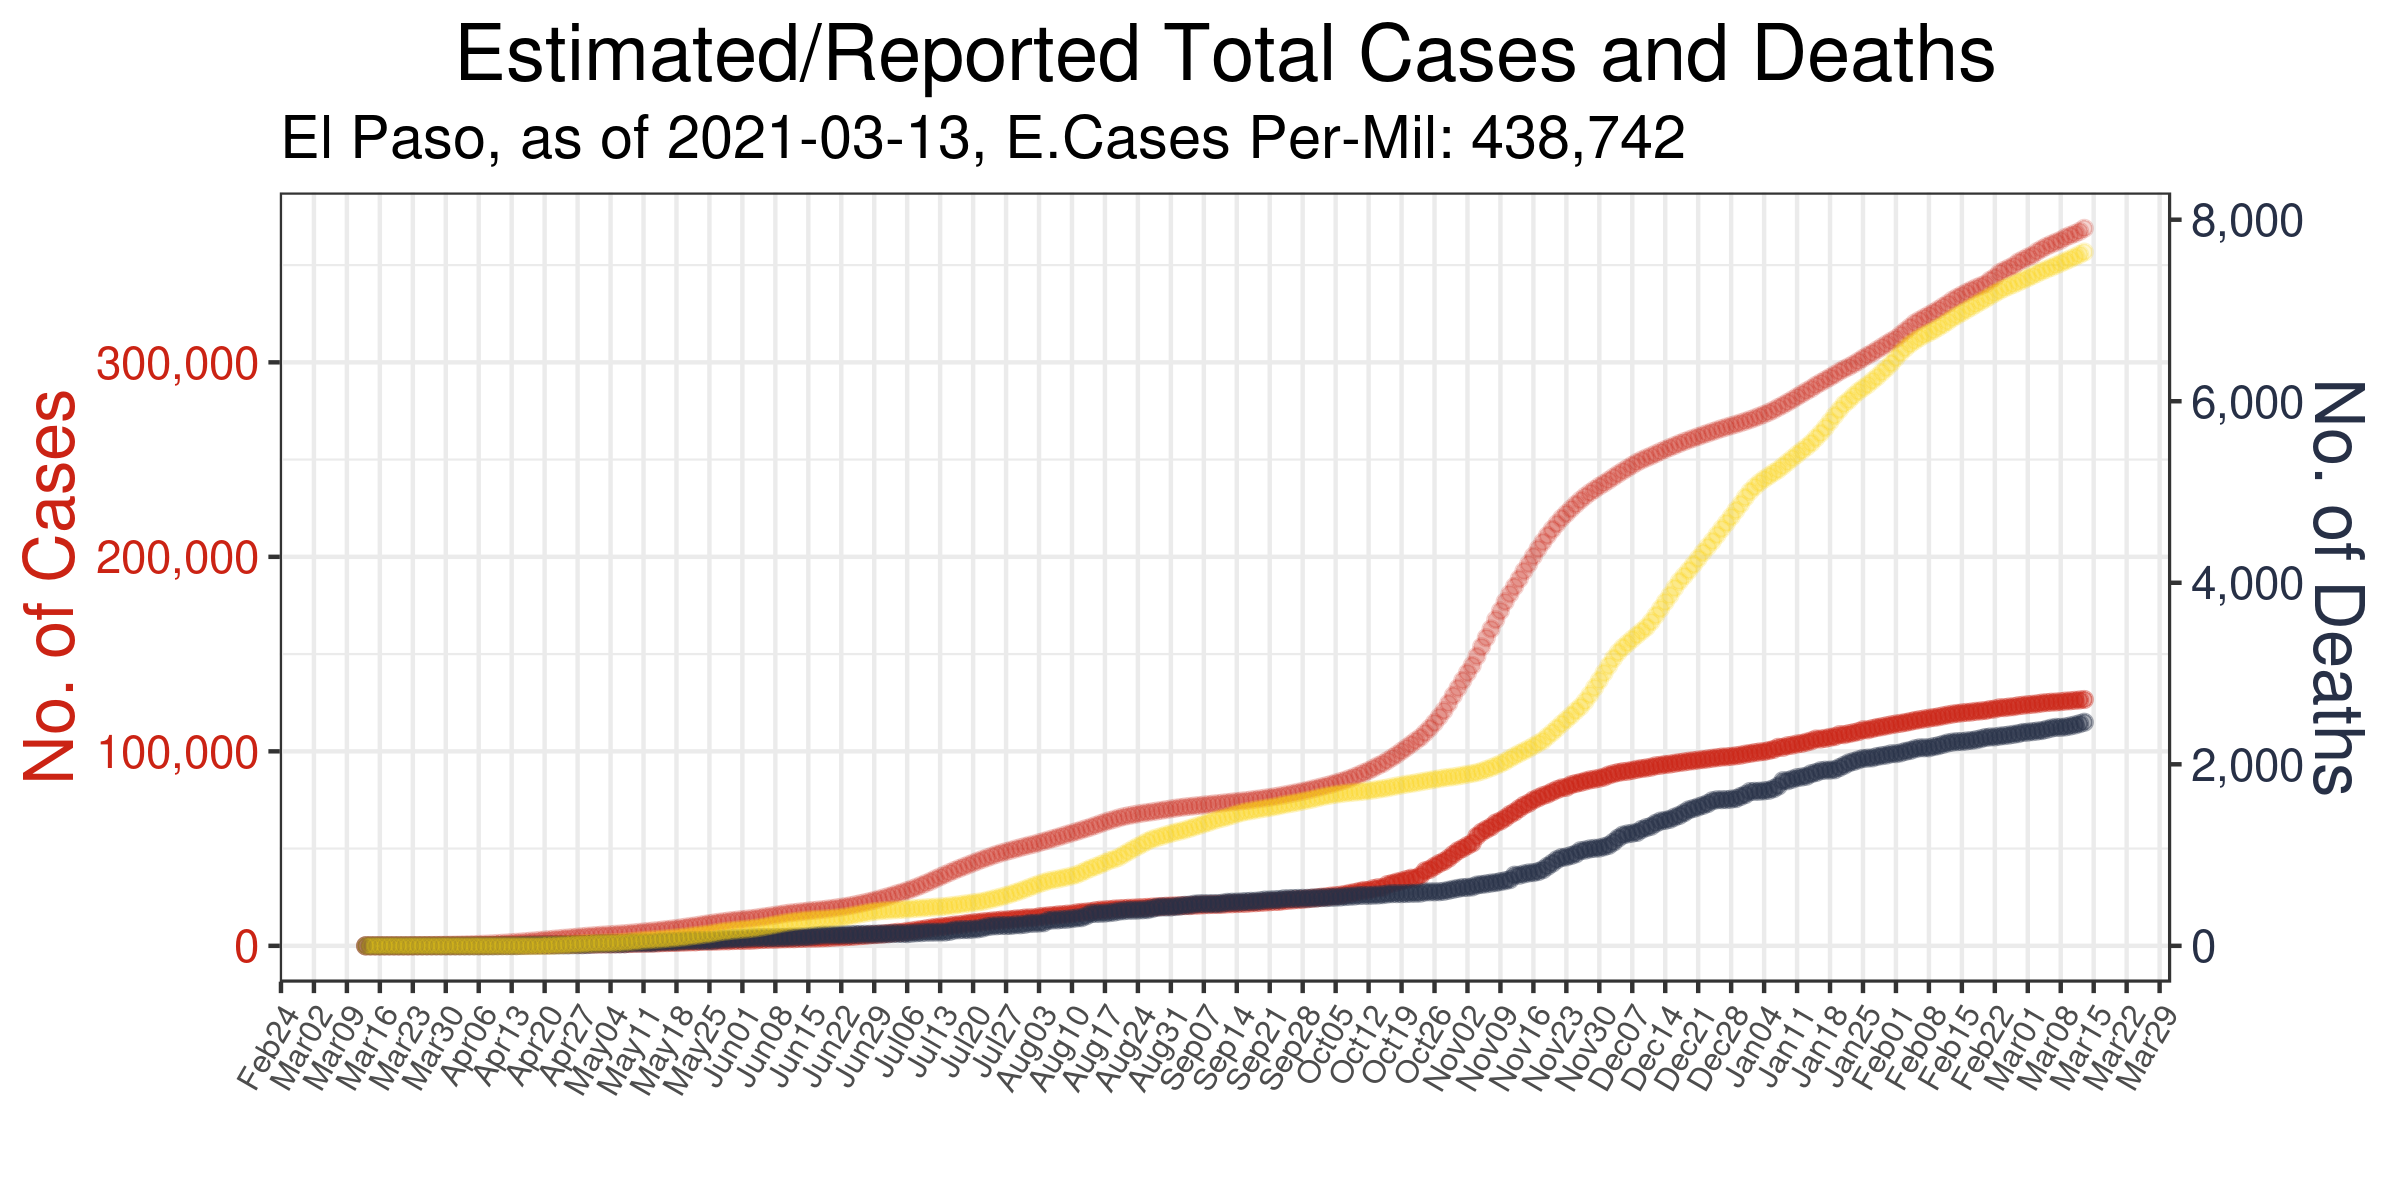 Estimated/Reported Total Cases and Deaths
El Paso, as of 2021-03-13, E.Cases Per-Mil: 438,742
No. of Cases
300,000
200,000
100,000
0
8,000
6,000
4,000
2,000
0
No. of Deaths
Feb24
Mar02
Mar09
Mar16
Mar23
Mar30
Apr06
Apr13
Apr20
Apr27
May04
May11
May18
May25
Jun01
Jun08
Jun15
Jun22
Jun29
Jul06
Jul13
Jul20
Jul27
Aug03
Aug10
Aug17
Aug24
Aug31
Sep07
Sep14
Sep21
Sep28
Oct05
Oct12
Oct19
Oct26
Nov02
Nov09
Nov16
Nov23
Nov30
Dec07
Dec14
Dec21
Dec28
Jan04
Jan11
Jan18
Jan25
Feb01
Feb08
Feb15
Feb22
Mar01
Mar08
Mar15
Mar22
Mar29